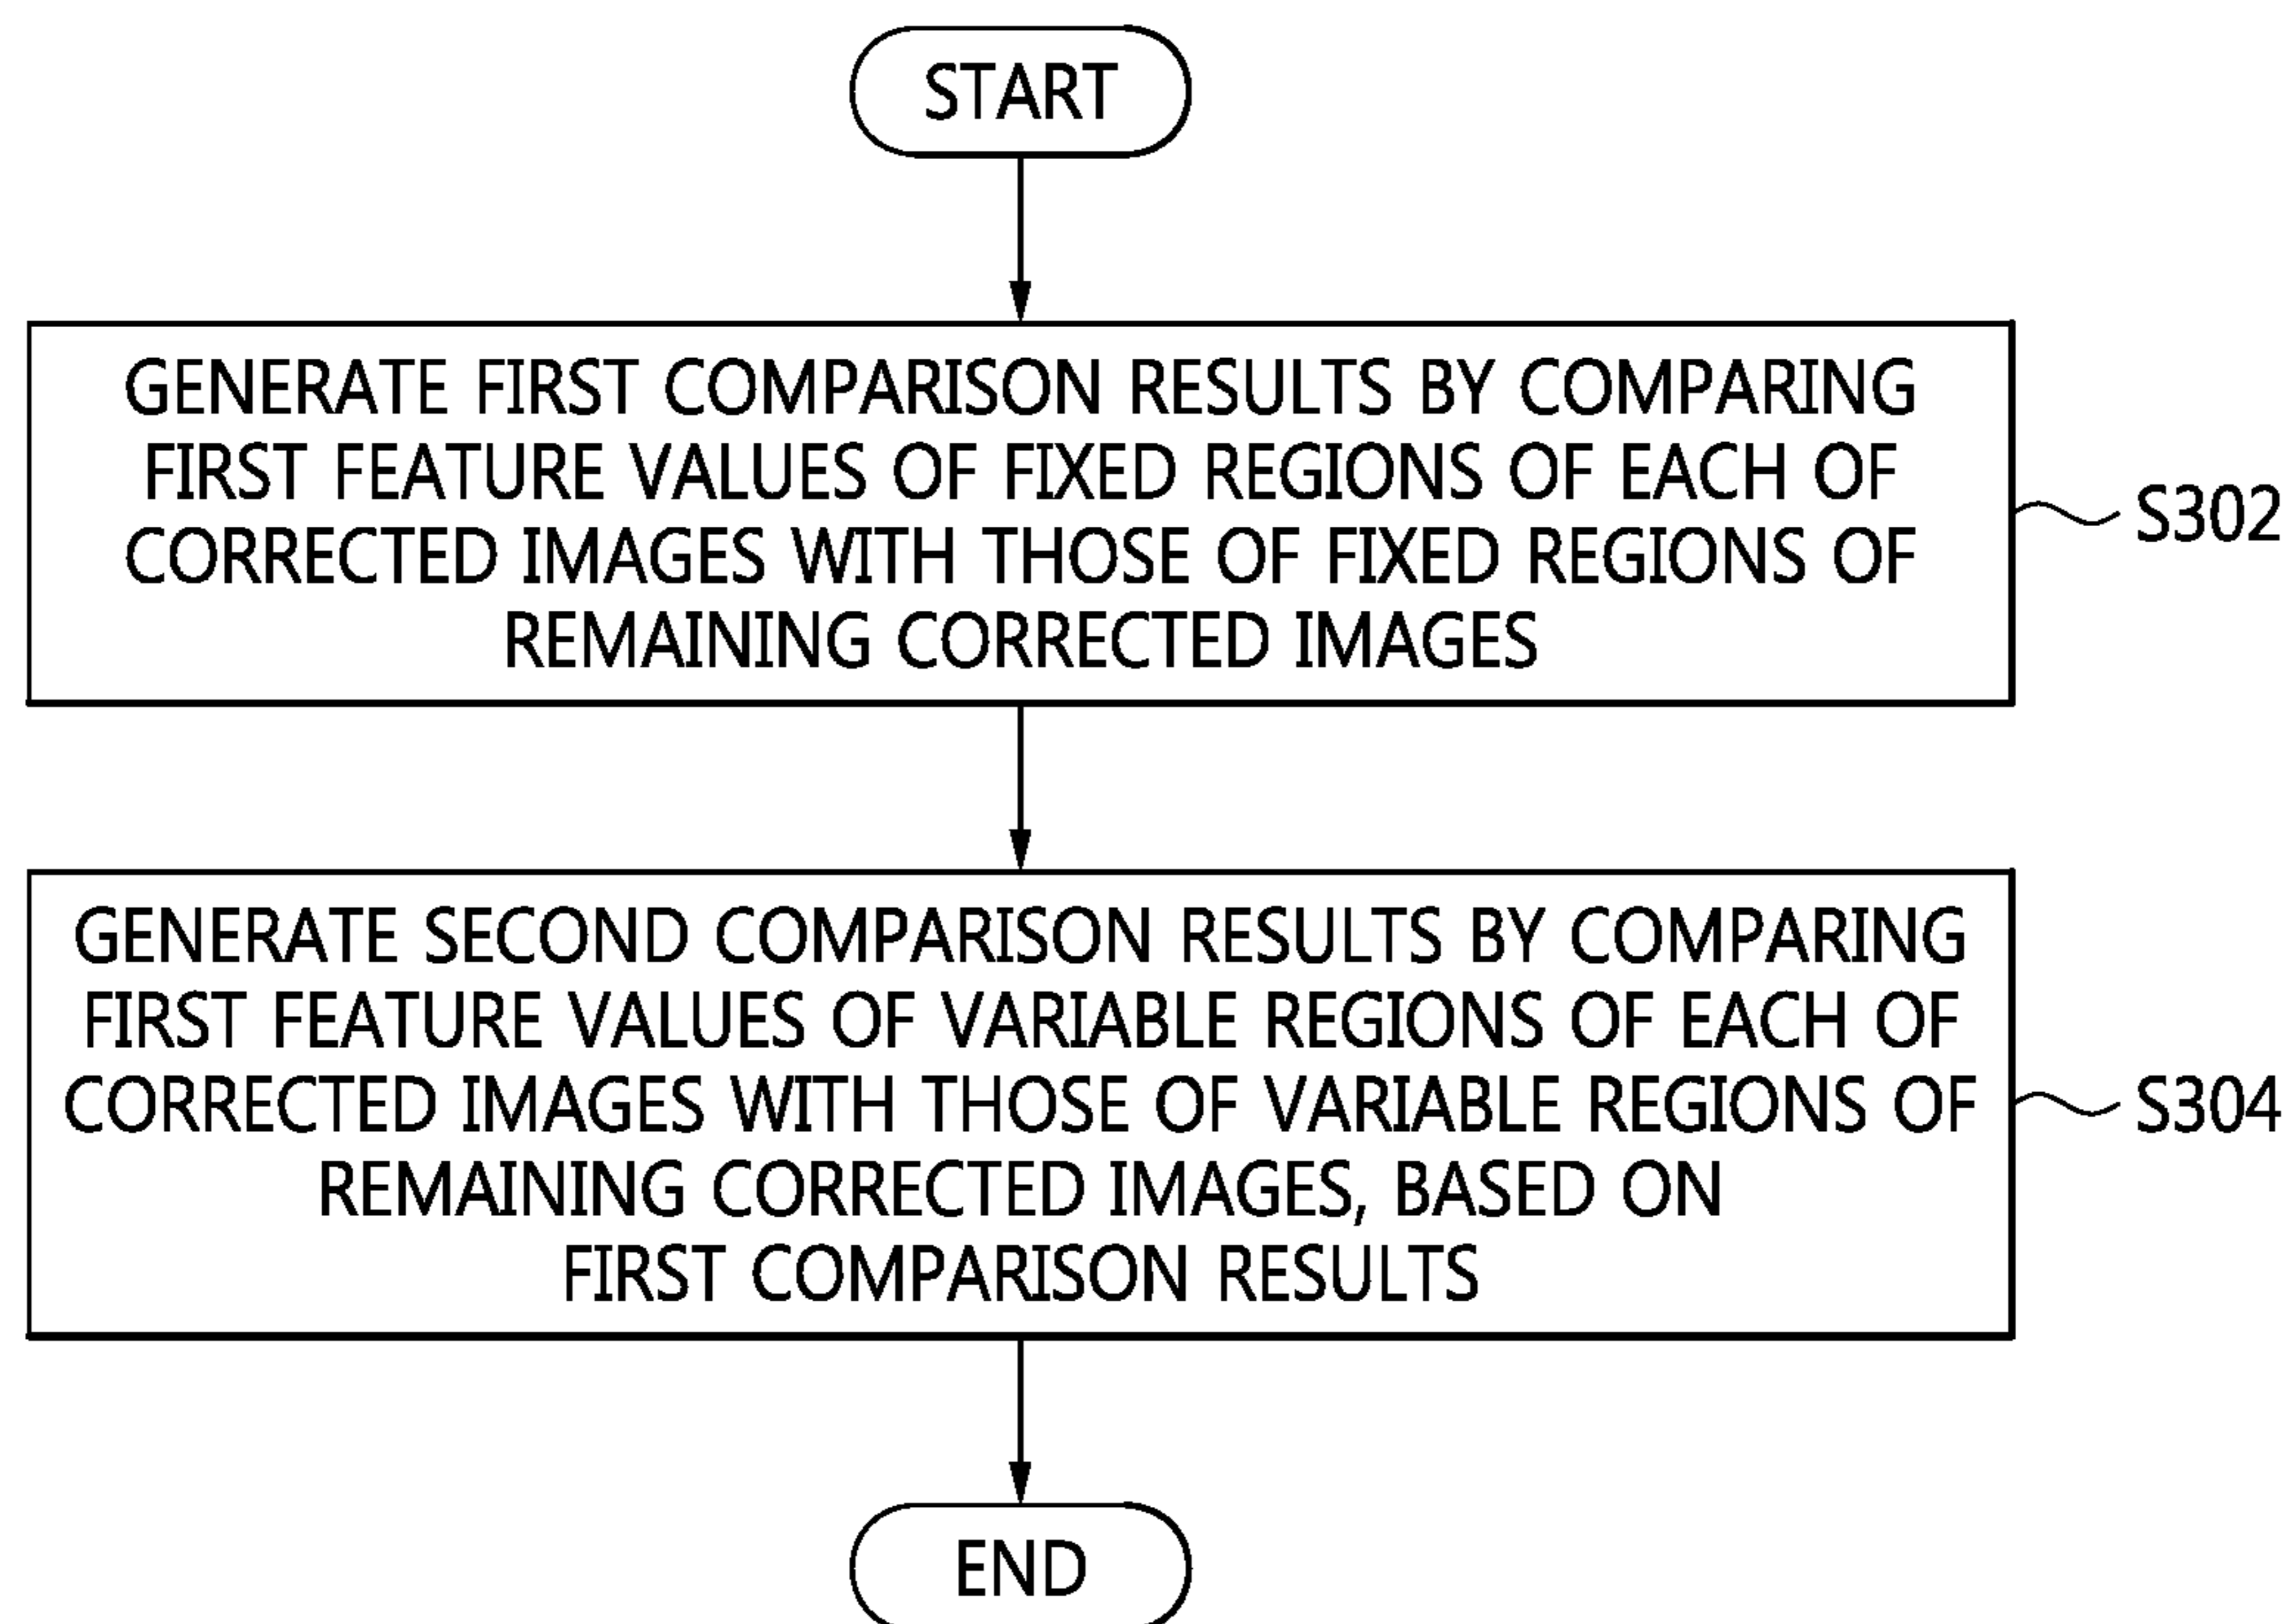 START
GENERATE FIRST COMPARISON RESULTS BY COMPARING
FIRST FEATURE VALUES OF FIXED REGIONS OF EACH OF
CORRECTED IMAGES WITH THOSE OF FIXED REGIONS OF
REMAINING CORRECTED IMAGES
S302
GENERATE SECOND COMPARISON RESULTS BY COMPARING
FIRST FEATURE VALUES OF VARIABLE REGIONS OF EACH OF
CORRECTED IMAGES WITH THOSE OF VARIABLE REGIONS OF
REMAINING CORRECTED IMAGES, BASED ON
FIRST COMPARISON RESULTS
S304
END